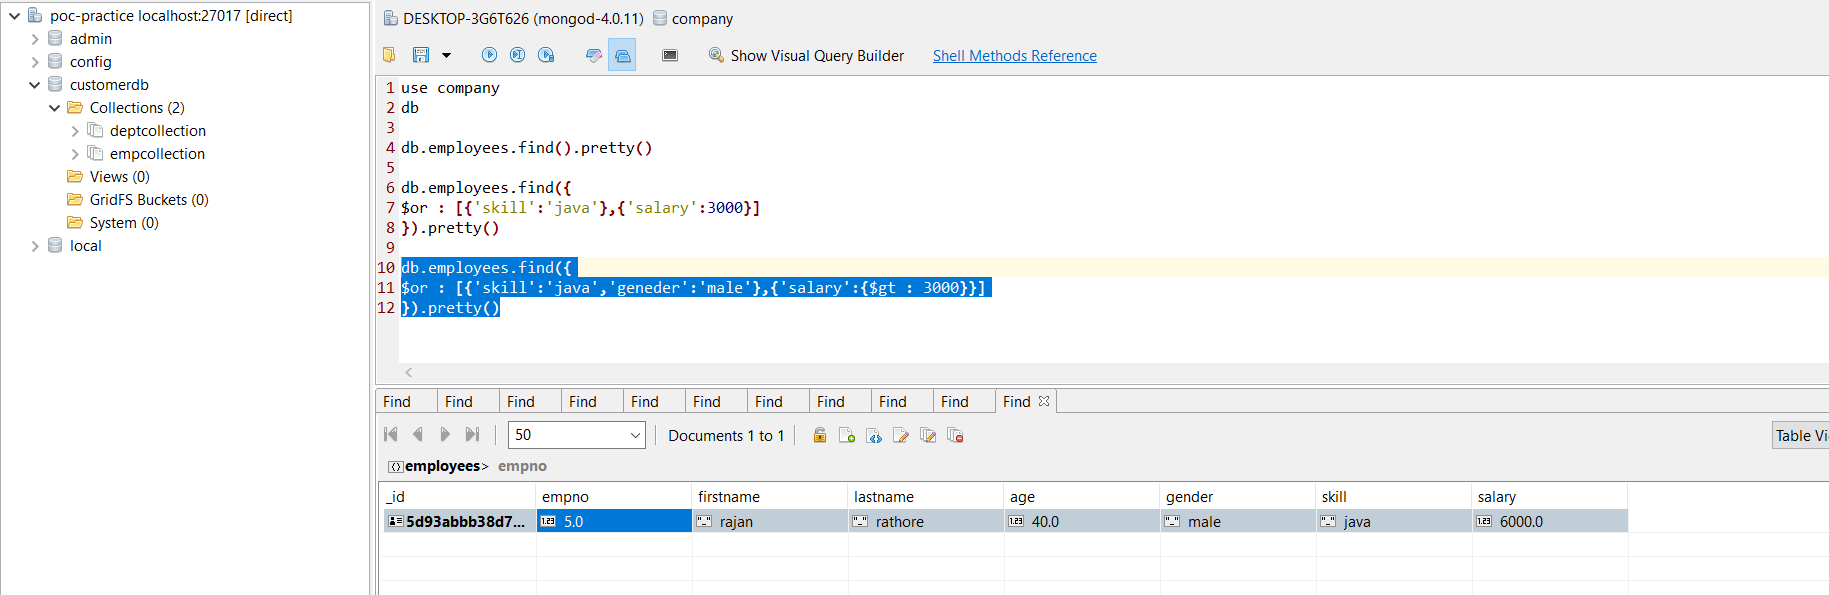 poc-practice localhost:27017 [direct]
admin
config
customerdb
Collections (2)
deptcollection
empcollection
Views (0)
GridFS Buckets (0)
System (0)
local
DESKTOP-3G6T626 (mongod-4.0.11) company
Show Visual Query Builder Shell Methods Reference
1 use company
2 db
3
4 db.employees.find().pretty()
5
6 db.employees.find({
7 $or : [{'skill':'java'},{'salary':3000}]
8 }).pretty()
9
10 db.employees.find({
11 $or : [{'skill':'java','geneder':'male'},{'salary':{$gt : 3000}}]
12 }).pretty()
Find Find Find Find Find Find Find Find Find Find Find
50 Documents 1 to 1 Table Vi
employees> empno
_id empno firstname lastname age gender skill salary
5d93abbb38d7... 5.0 rajan rathore 40.0 male java 6000.0